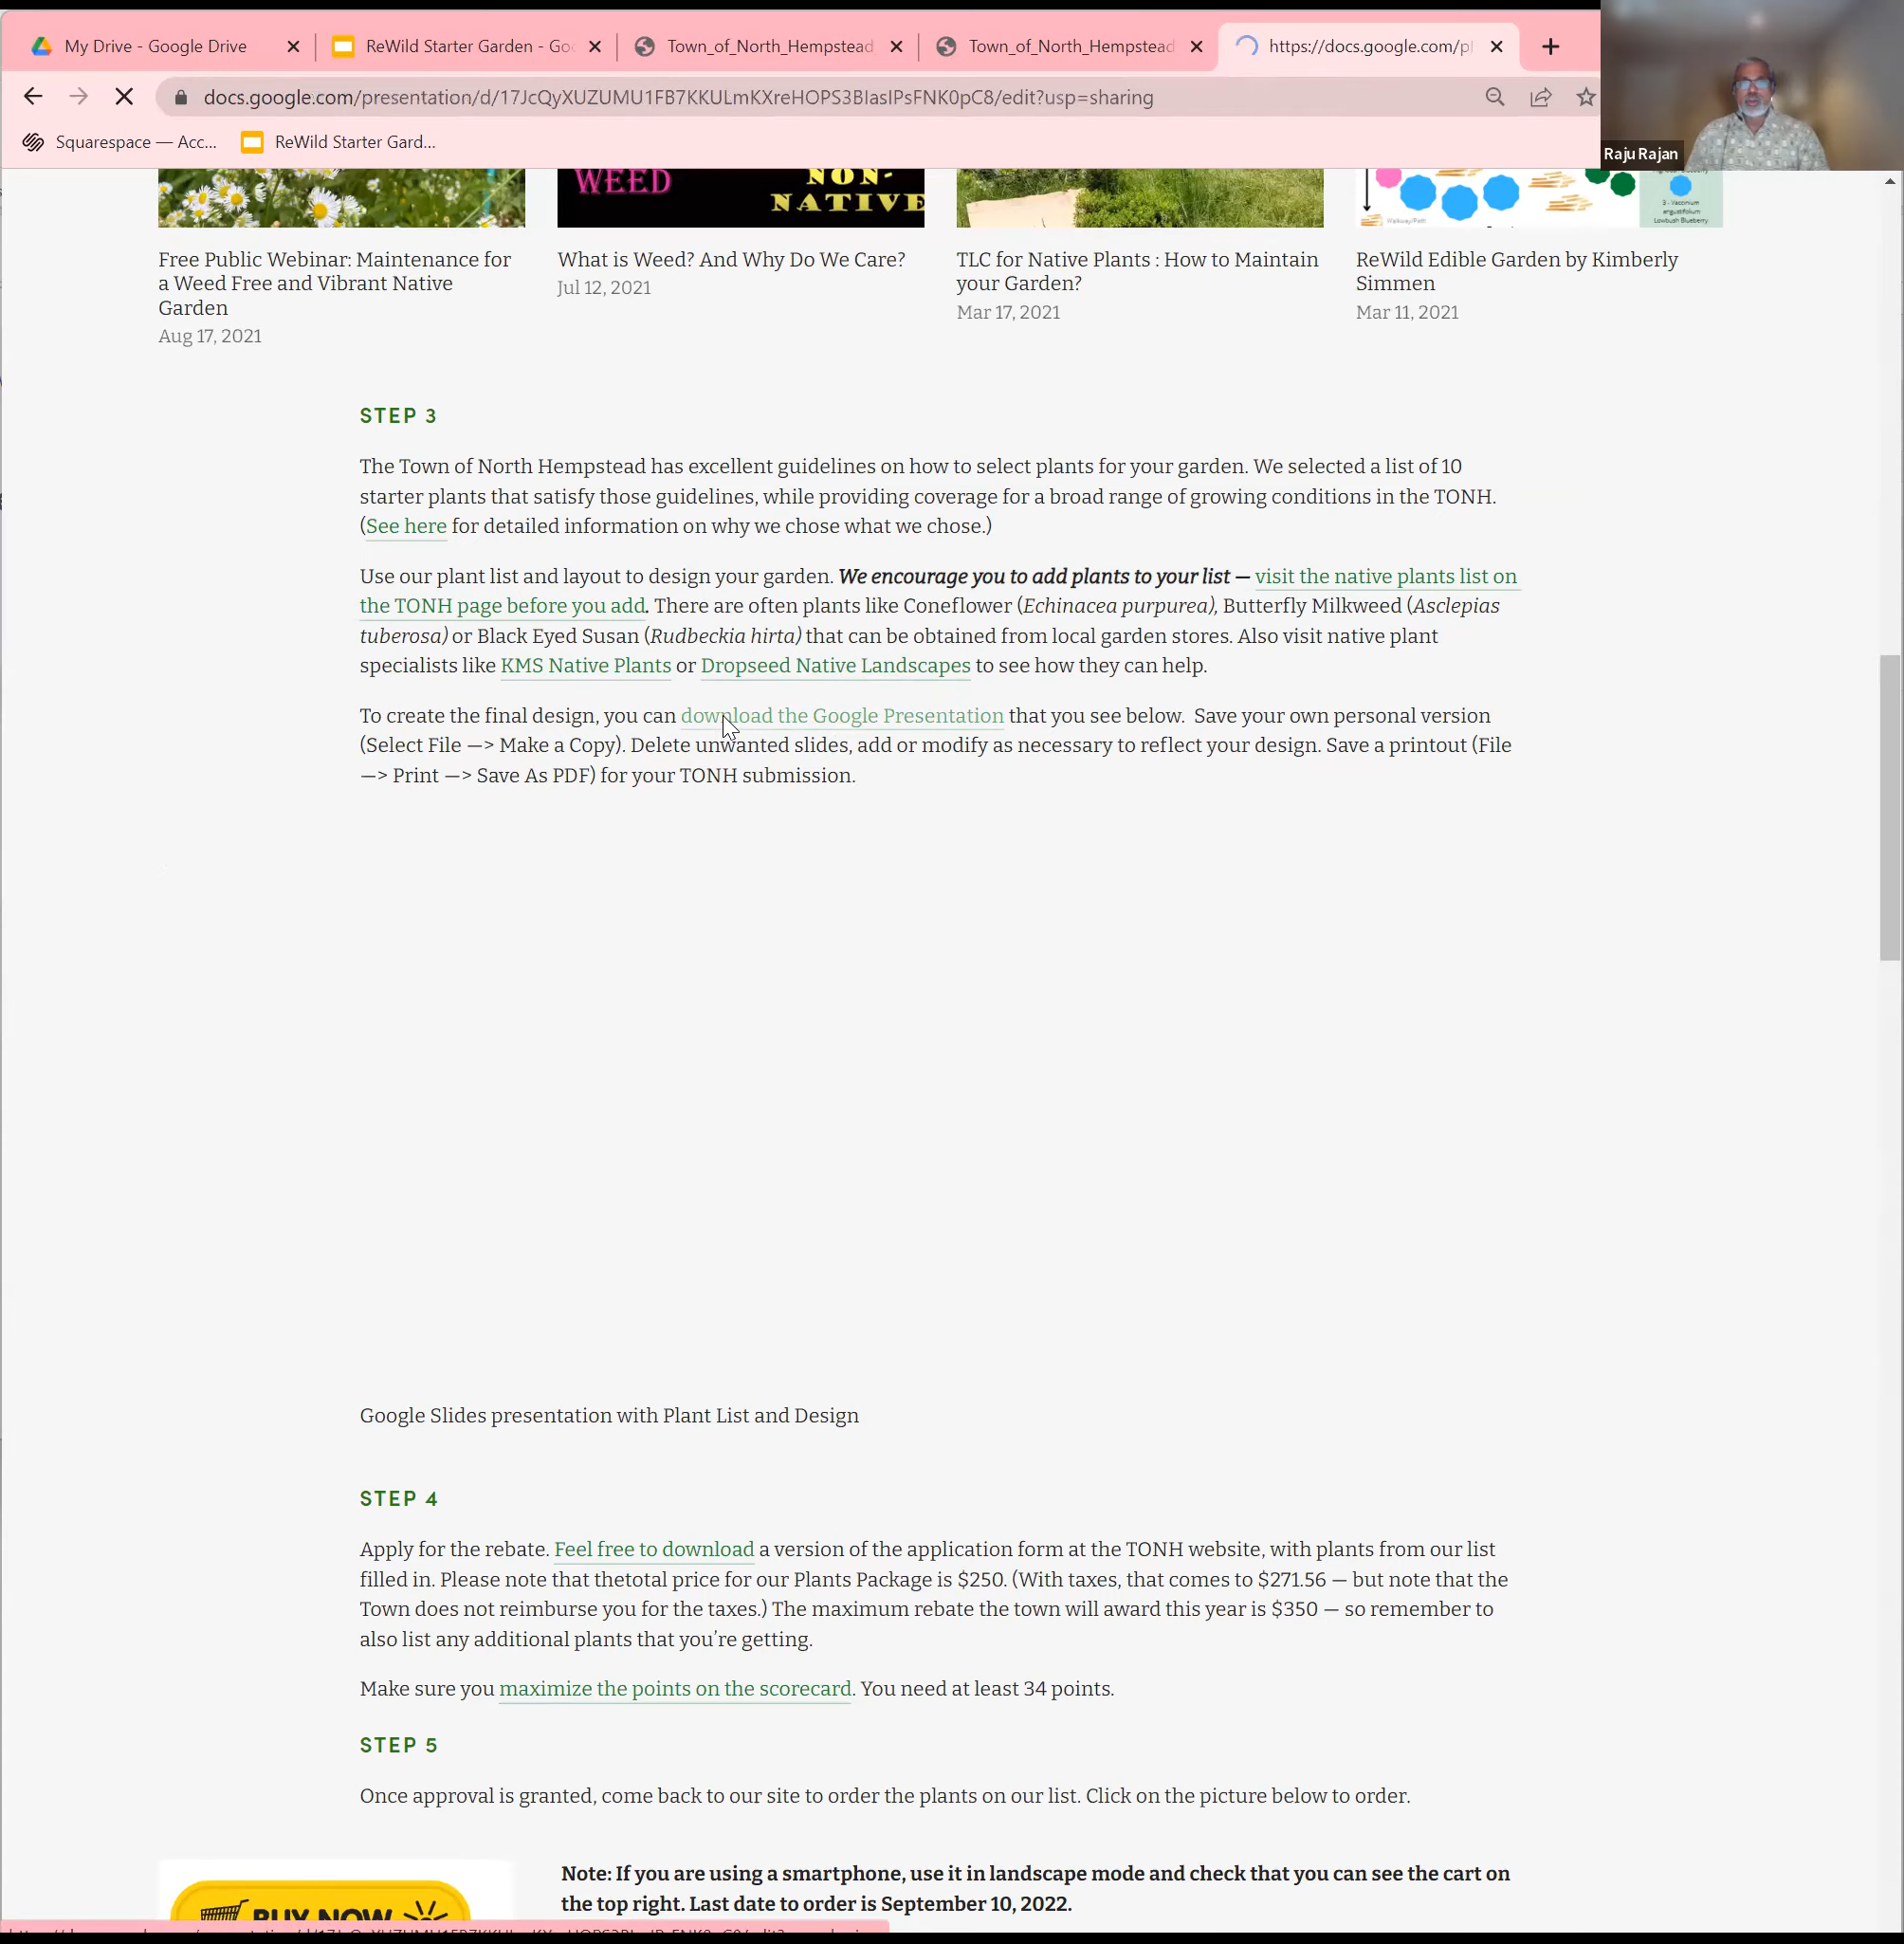 My Drive - Google Drive
ReWild Starter Garden - Goo
Town_of_North_Hempstead
Town_of_North_Hempstead
https://docs.google.com/p
docs.google.com/presentation/d/17JcQyXUZUMU1FB7KKULmKXreHOPS3BIasIPsFNK0pC8/edit?usp=sharing
Squarespace — Acc...
ReWild Starter Gard...
Raju Rajan
WEED
NON-
NATIVE
Walkway/Path
3 - Vaccinium
angustifolium
Lowbush Blueberry
Free Public Webinar: Maintenance for
a Weed Free and Vibrant Native
Garden
Aug 17, 2021
What is Weed? And Why Do We Care?
Jul 12, 2021
TLC for Native Plants : How to Maintain
your Garden?
Mar 17, 2021
ReWild Edible Garden by Kimberly
Simmen
Mar 11, 2021
STEP 3
The Town of North Hempstead has excellent guidelines on how to select plants for your garden. We selected a list of 10
starter plants that satisfy those guidelines, while providing coverage for a broad range of growing conditions in the TONH.
(See here for detailed information on why we chose what we chose.)
Use our plant list and layout to design your garden. We encourage you to add plants to your list — visit the native plants list on
the TONH page before you add. There are often plants like Coneflower (Echinacea purpurea), Butterfly Milkweed (Asclepias
tuberosa) or Black Eyed Susan (Rudbeckia hirta) that can be obtained from local garden stores. Also visit native plant
specialists like KMS Native Plants or Dropseed Native Landscapes to see how they can help.
To create the final design, you can download the Google Presentation that you see below. Save your own personal version
(Select File —> Make a Copy). Delete unwanted slides, add or modify as necessary to reflect your design. Save a printout (File
—> Print —> Save As PDF) for your TONH submission.
Google Slides presentation with Plant List and Design
STEP 4
Apply for the rebate. Feel free to download a version of the application form at the TONH website, with plants from our list
filled in. Please note that thetotal price for our Plants Package is $250. (With taxes, that comes to $271.56 — but note that the
Town does not reimburse you for the taxes.) The maximum rebate the town will award this year is $350 — so remember to
also list any additional plants that you're getting.
Make sure you maximize the points on the scorecard. You need at least 34 points.
STEP 5
Once approval is granted, come back to our site to order the plants on our list. Click on the picture below to order.
BUY NOW
Note: If you are using a smartphone, use it in landscape mode and check that you can see the cart on
the top right. Last date to order is September 10, 2022.